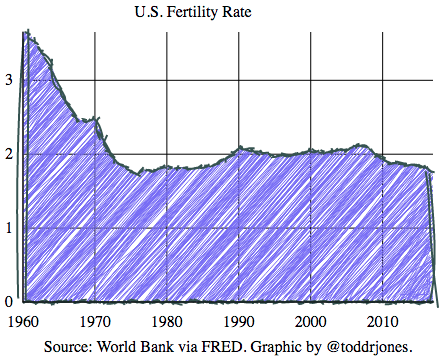 U.S. Fertility Rate
3
2
1
0
1960 1970 1980 1990 2000 2010
Source: World Bank via FRED. Graphic by @toddrjones.